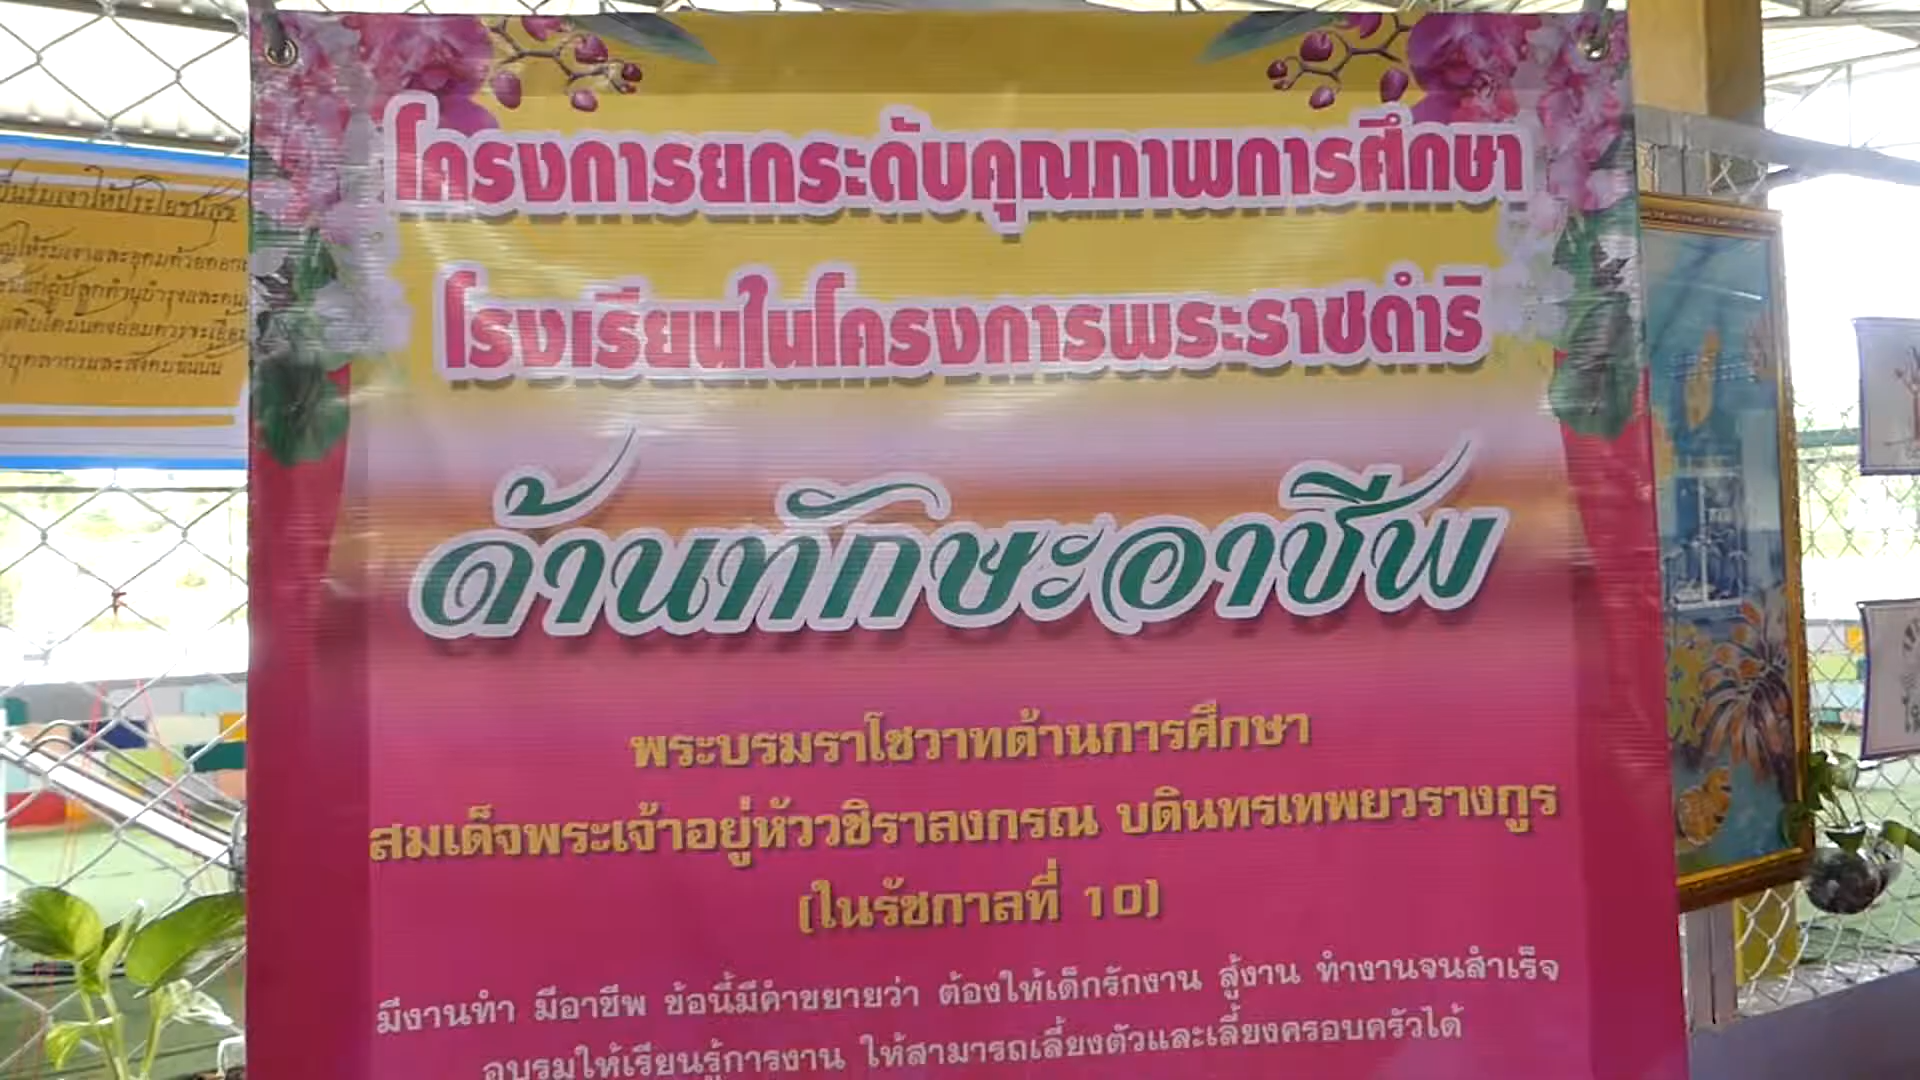 โครงการยกระดับคุณภาพการศึกษา
โรงเรียนในโครงการพระราชดำริ
ด้านทักษะอาชีพ
พระบรมราโชวาทด้านการศึกษา
สมเด็จพระเจ้าอยู่หัววชิราลงกรณ บดินทรเทพยวรางกูร
(ในรัชกาลที่ 10)
มีงานทำ มีอาชีพ ข้อนี้มีคำขยายว่า ต้องให้เด็กรักงาน สู้งาน ทำงานจนสำเร็จ
อบรมให้เรียนรู้การงาน ให้สามารถเลี้ยงตัวและเลี้ยงครอบครัวได้